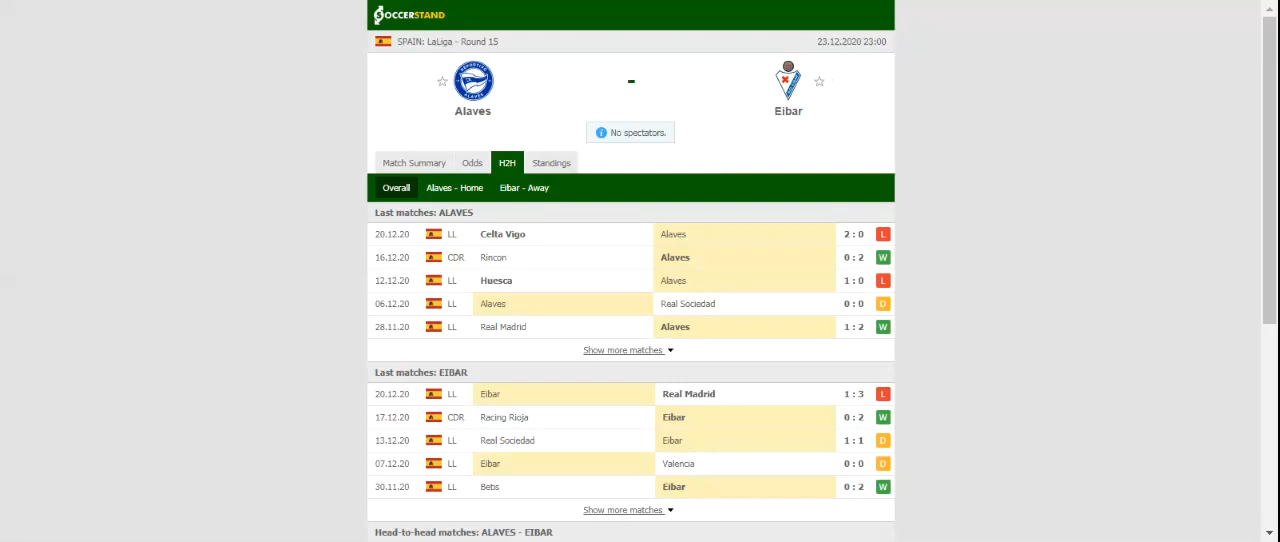 SOCCERSTAND
SPAIN: LaLiga - Round 15 23.12.2020 23:00
DEPORTIVO
ALAVÉS
-
Alaves Eibar
No spectators.
Match Summary Odds H2H Standings
Overall Alaves - Home Eibar - Away
Last matches: ALAVES
20.12.20 LL Celta Vigo Alaves 2 : 0 L
16.12.20 CDR Rincon Alaves 0 : 2 W
12.12.20 LL Huesca Alaves 1 : 0 L
06.12.20 LL Alaves Real Sociedad 0 : 0 D
28.11.20 LL Real Madrid Alaves 1 : 2 W
Show more matches
Last matches: EIBAR
20.12.20 LL Eibar Real Madrid 1 : 3 L
17.12.20 CDR Racing Rioja Eibar 0 : 2 W
13.12.20 LL Real Sociedad Eibar 1 : 1 D
07.12.20 LL Eibar Valencia 0 : 0 D
30.11.20 LL Betis Eibar 0 : 2 W
Show more matches
Head-to-head matches: ALAVES - EIBAR